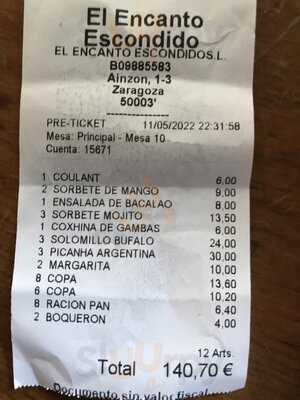 El Encanto
Escondido
EL ENCANTO ESCONDIDO S.L.
B09885583
Ainzon, 1-3
Zaragoza
50003'
---------------
PRE-TICKET 11/05/2022 22:31:58
Mesa: Principal - Mesa 10
Cuenta: 15671
1 COULANT 6,00
2 SORBETE DE MANGO 9,00
1 ENSALADA DE BACALAO 8,00
3 SORBETE MOJITO 13,50
1 COXHINA DE GAMBAS 6,00
3 SOLOMILLO BUFALO 24,00
3 PICANHA ARGENTINA 30,00
2 MARGARITA 10,00
8 COPA 13,60
6 COPA 10,20
8 RACION PAN 6,40
2 BOQUERON 4,00
12 Arts.
Total 140,70 €
Documento sin valor fiscal